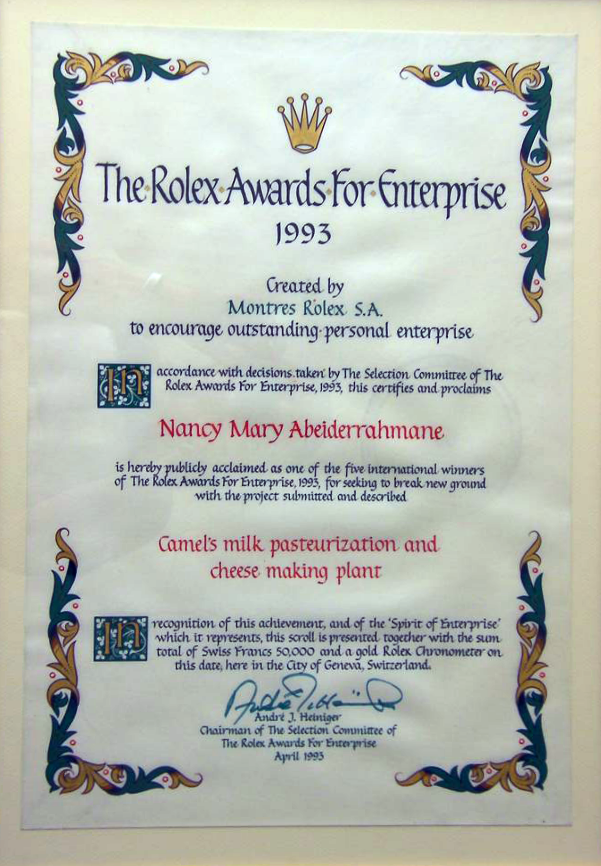 The·Rolex·Awards·For·Enterprise
1993
Created by
Montres Rolex S.A.
to encourage outstanding personal enterprise
In accordance with decisions taken by The Selection Committee of The
Rolex Awards For Enterprise, 1993, this certifies and proclaims
Nancy Mary Abeiderrahmane
is hereby publicly acclaimed as one of the five international winners
of The Rolex Awards For Enterprise, 1993, for seeking to break new ground
with the project submitted and described
Camel's milk pasteurization and
cheese making plant
In recognition of this achievement, and of the 'Spirit of Enterprise'
which it represents, this scroll is presented together with the sum
total of Swiss Francs 50,000 and a gold Rolex Chronometer on
this date, here in the City of Geneva, Switzerland.
André J. Heiniger
Chairman of The Selection Committee of
The Rolex Awards For Enterprise
April 1993